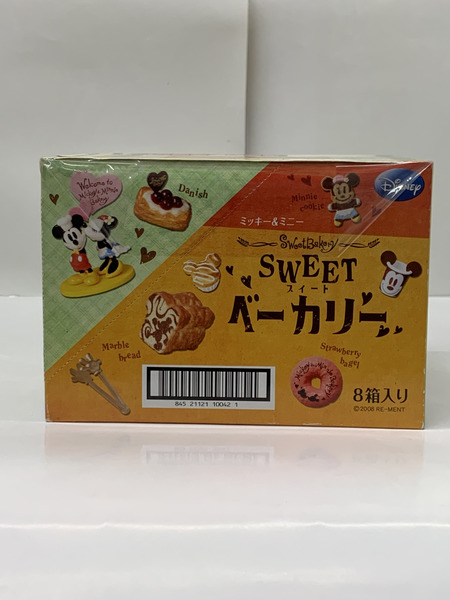 Welcome to
Mickey & Minnie
Bakery
Danish
Minnie
cookie
Disney
ミッキー&ミニー
Sweet Bakery
SWEET
スイート
ベーカリー
Marble
bread
Strawberry
bagel
845 21121 10042 1
8箱入り
©2008 RE-MENT